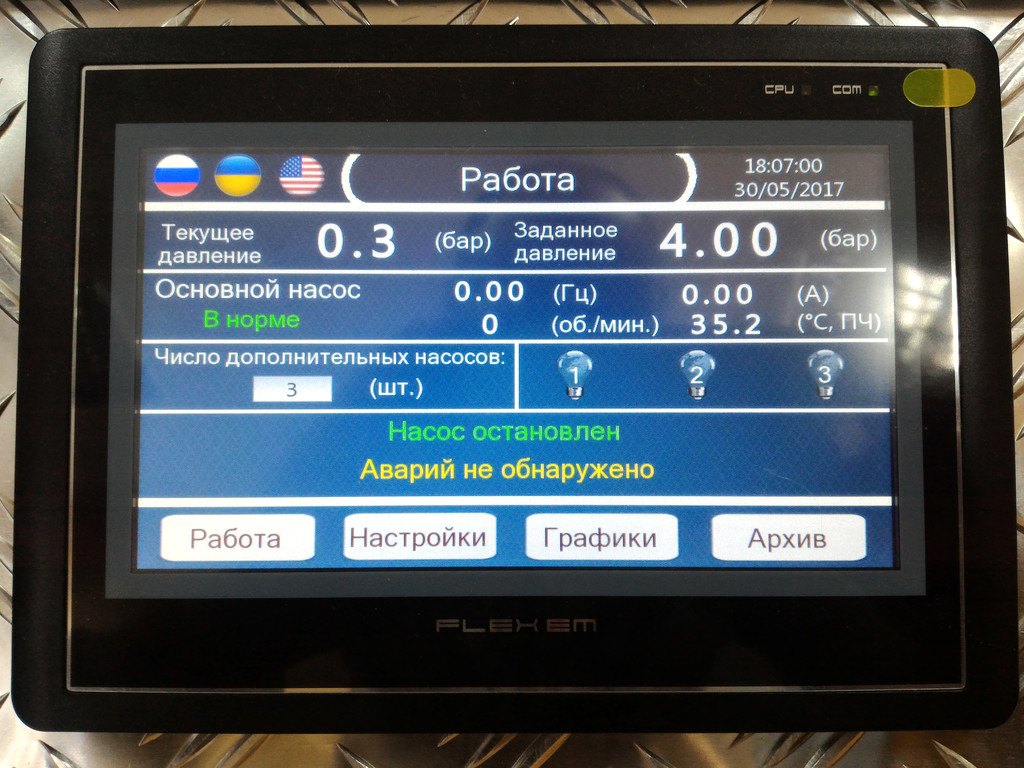 CPU COM
Работа
18:07:00
30/05/2017
Текущее давление 0.3 (бар)
Заданное давление 4.00 (бар)
Основной насос 0.00 (Гц) 0.00 (А)
В норме 0 (об./мин.) 35.2 (°С, ПЧ)
Число дополнительных насосов:
3 (шт.)
1 2 3
Насос остановлен
Аварий не обнаружено
Работа Настройки Графики Архив
FLEXEM